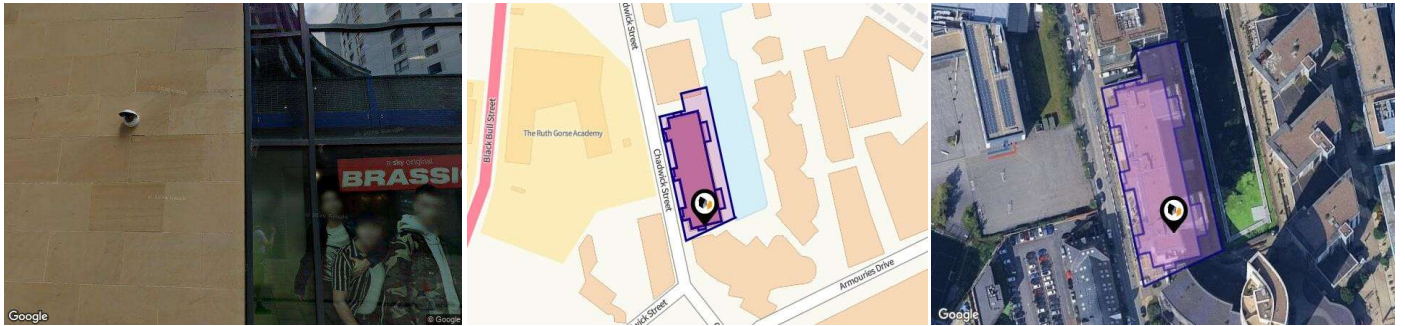 a sky original
BRASSI
Google
© Google
dwick Street
Black Bull Street
The Ruth Gorse Academy
Chadwick Street
Armouries Drive
wick Street
Google